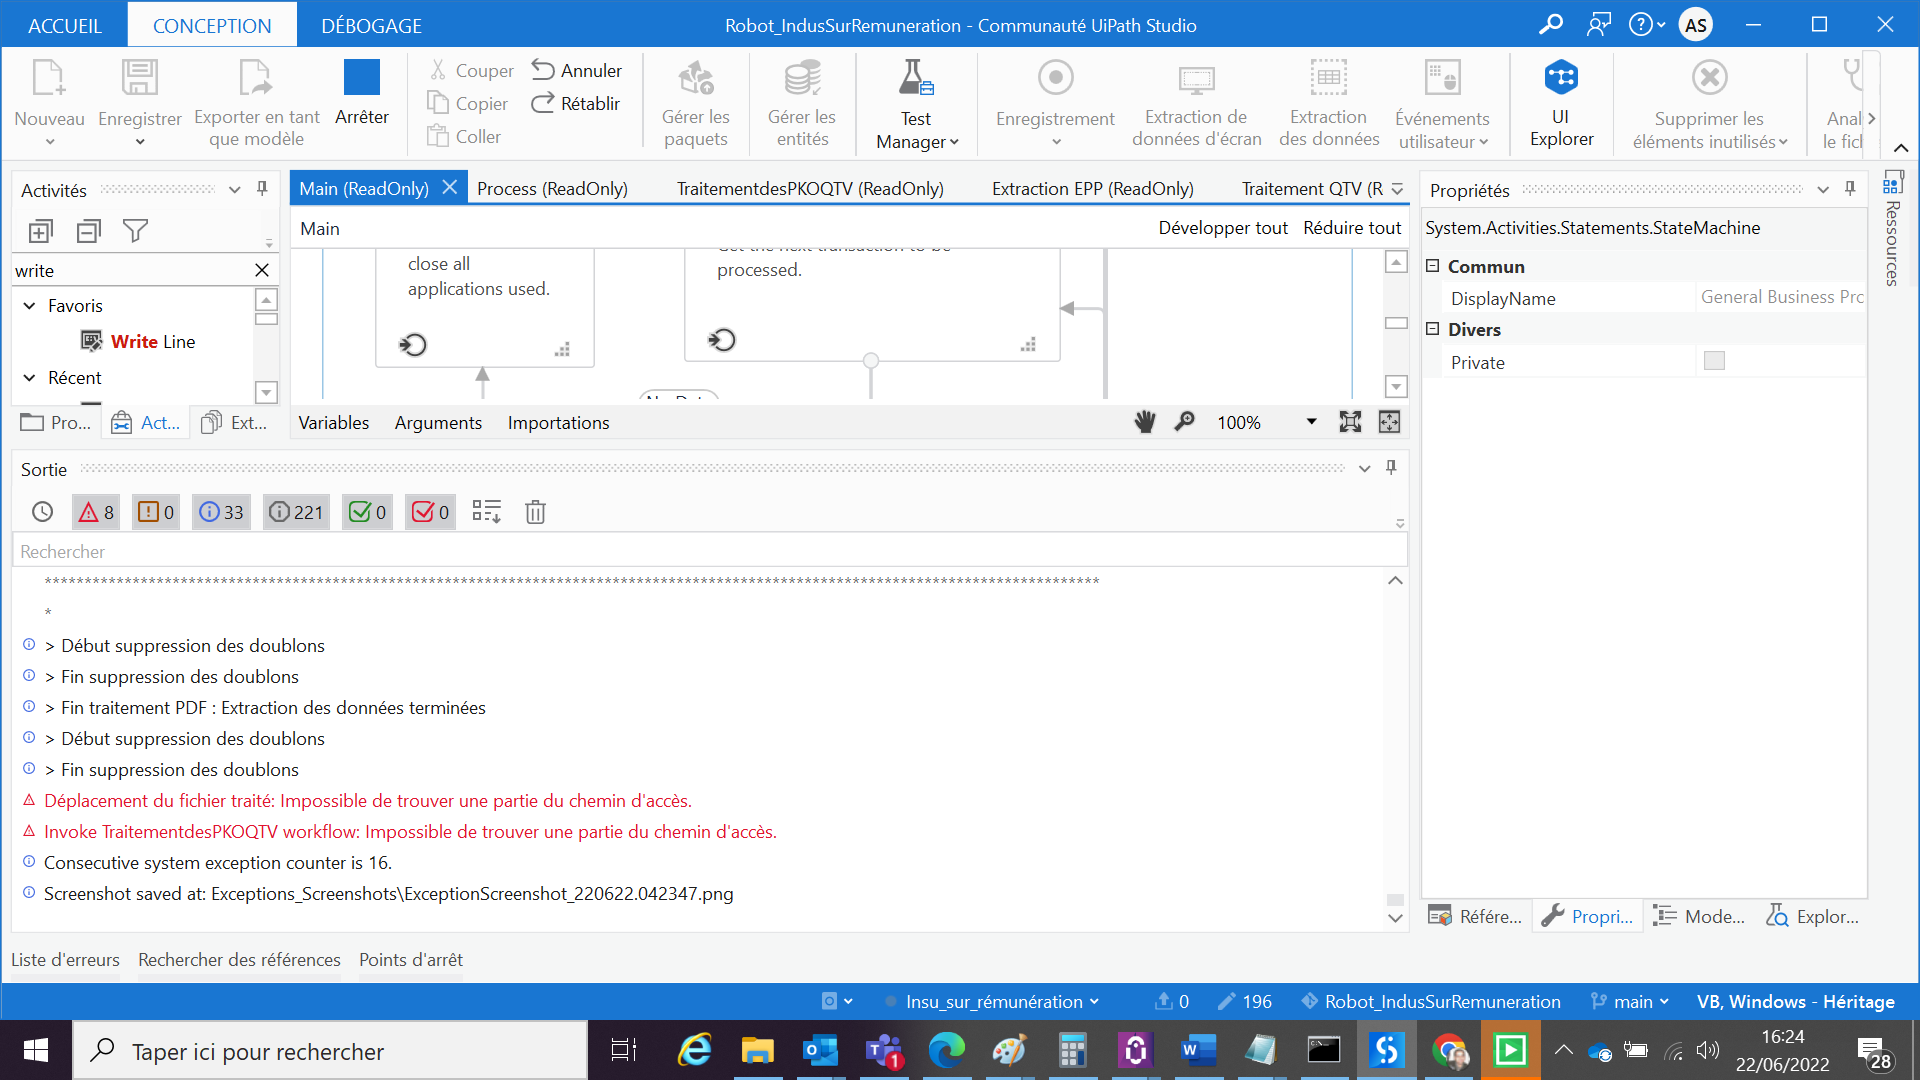 ACCUEIL
CONCEPTION
DÉBOGAGE
Robot_IndusSurRemuneration - Communauté UiPath Studio
AS
Nouveau
Enregistrer
Exporter en tant
que modèle
Arrêter
Couper
Copier
Coller
Annuler
Rétablir
Gérer les
paquets
Gérer les
entités
Test
Manager
Enregistrement
Extraction de
données d'écran
Extraction
des données
Événements
utilisateur
UI
Explorer
Supprimer les
éléments inutilisés
Anal
le fich
Activités
write
Favoris
Write Line
Récent
Pro...
Act...
Ext...
Main (ReadOnly)
Process (ReadOnly)
TraitementdesPKOQTV (ReadOnly)
Extraction EPP (ReadOnly)
Traitement QTV (R
Main
Développer tout
Réduire tout
close all
applications used.
Get the next transaction to be
processed.
Variables
Arguments
Importations
100%
Propriétés
System.Activities.Statements.StateMachine
Commun
DisplayName
General Business Prc
Divers
Private
Ressources
Sortie
8
0
33
221
0
0
Rechercher
*
> Début suppression des doublons
> Fin suppression des doublons
> Fin traitement PDF : Extraction des données terminées
> Début suppression des doublons
> Fin suppression des doublons
Déplacement du fichier traité: Impossible de trouver une partie du chemin d'accès.
Invoke TraitementdesPKOQTV workflow: Impossible de trouver une partie du chemin d'accès.
Consecutive system exception counter is 16.
Screenshot saved at: Exceptions_Screenshots\ExceptionScreenshot_220622.042347.png
Référe...
Propri...
Mode...
Explor...
Liste d'erreurs
Rechercher des références
Points d'arrêt
Insu_sur_rémunération
0
196
Robot_IndusSurRemuneration
main
VB, Windows - Héritage
Taper ici pour rechercher
1
16:24
22/06/2022
28